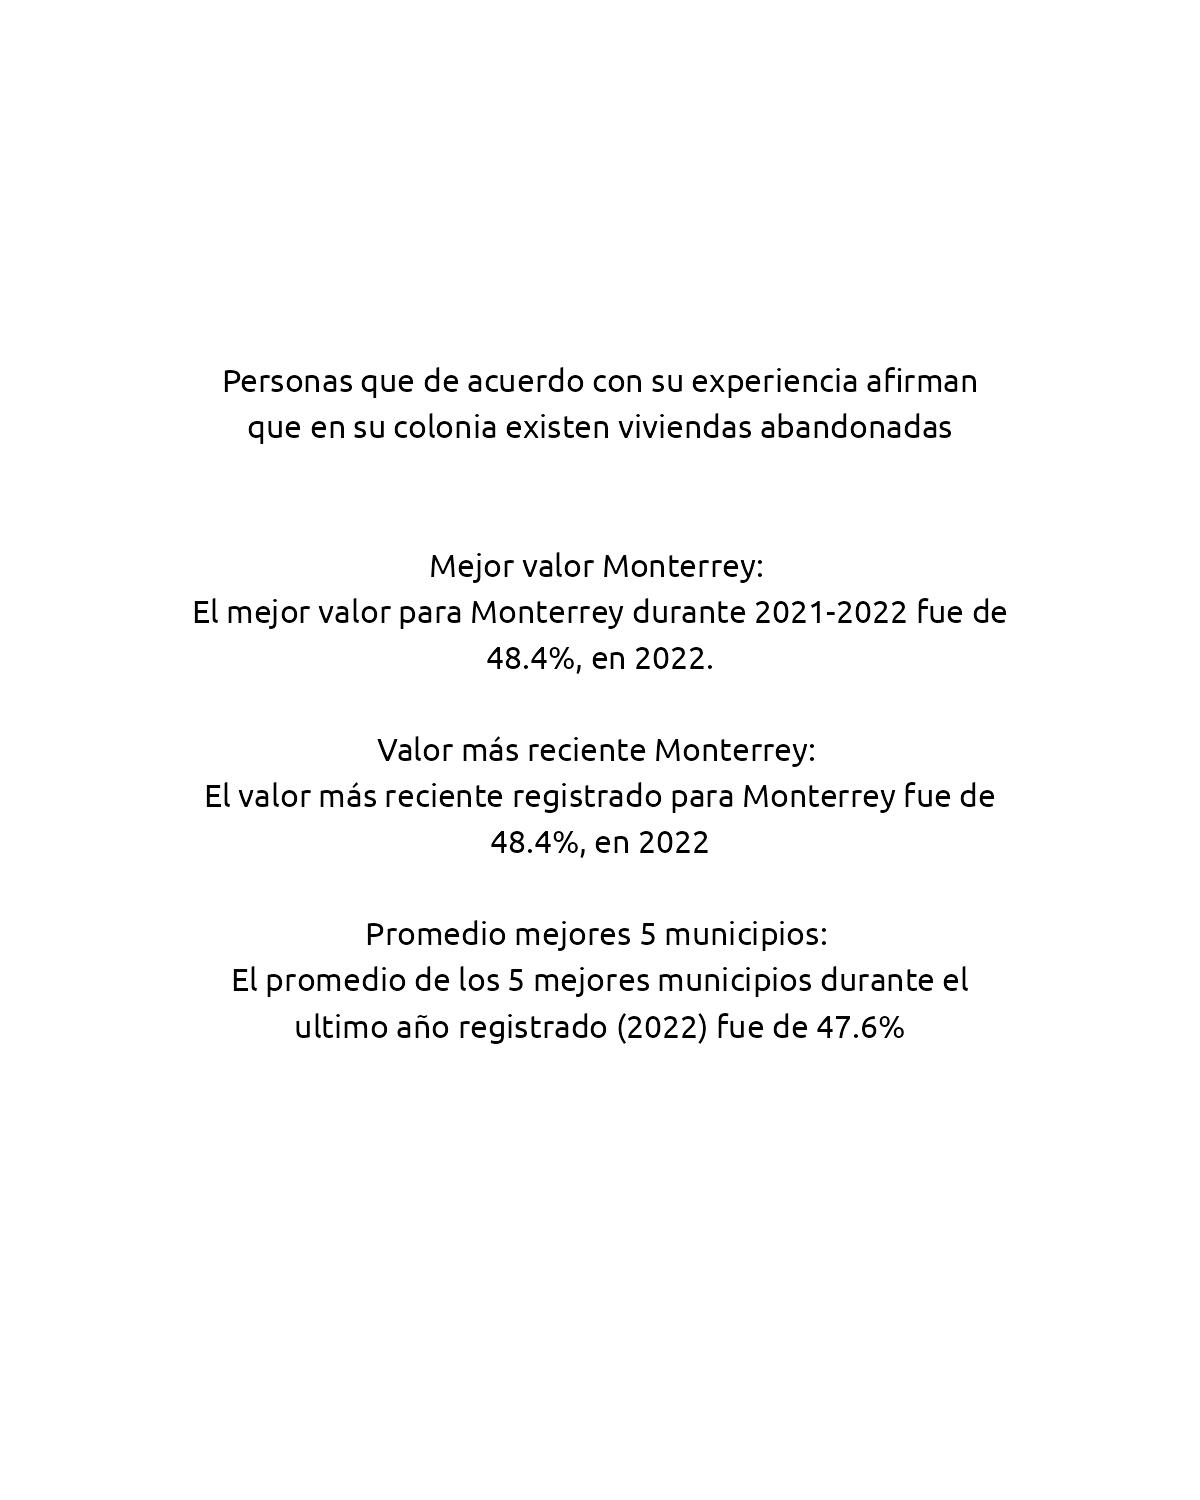 Personas que de acuerdo con su experiencia afirman
que en su colonia existen viviendas abandonadas
Mejor valor Monterrey:
El mejor valor para Monterrey durante 2021-2022 fue de
48.4%, en 2022.
Valor más reciente Monterrey:
El valor más reciente registrado para Monterrey fue de
48.4%, en 2022
Promedio mejores 5 municipios:
El promedio de los 5 mejores municipios durante el
ultimo año registrado (2022) fue de 47.6%